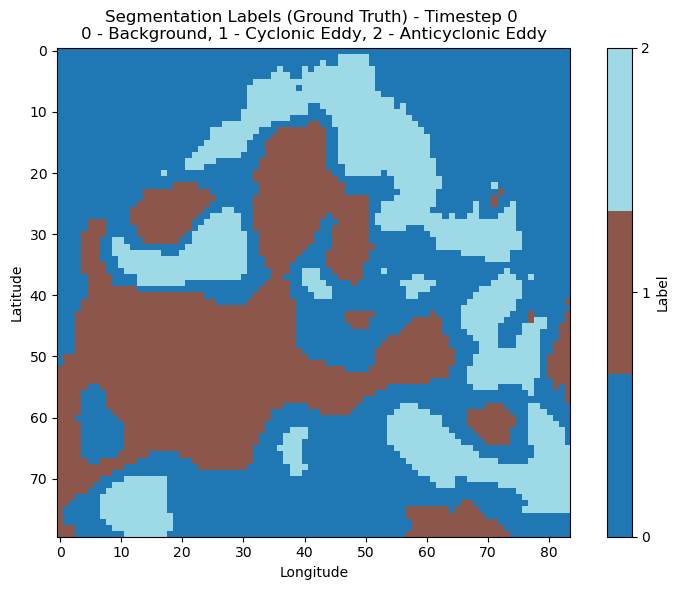 Segmentation Labels (Ground Truth) - Timestep 0
0 - Background, 1 - Cyclonic Eddy, 2 - Anticyclonic Eddy
0
10
20
30
40
50
60
70
Latitude
0 10 20 30 40 50 60 70 80
Longitude
2
1
0
Label